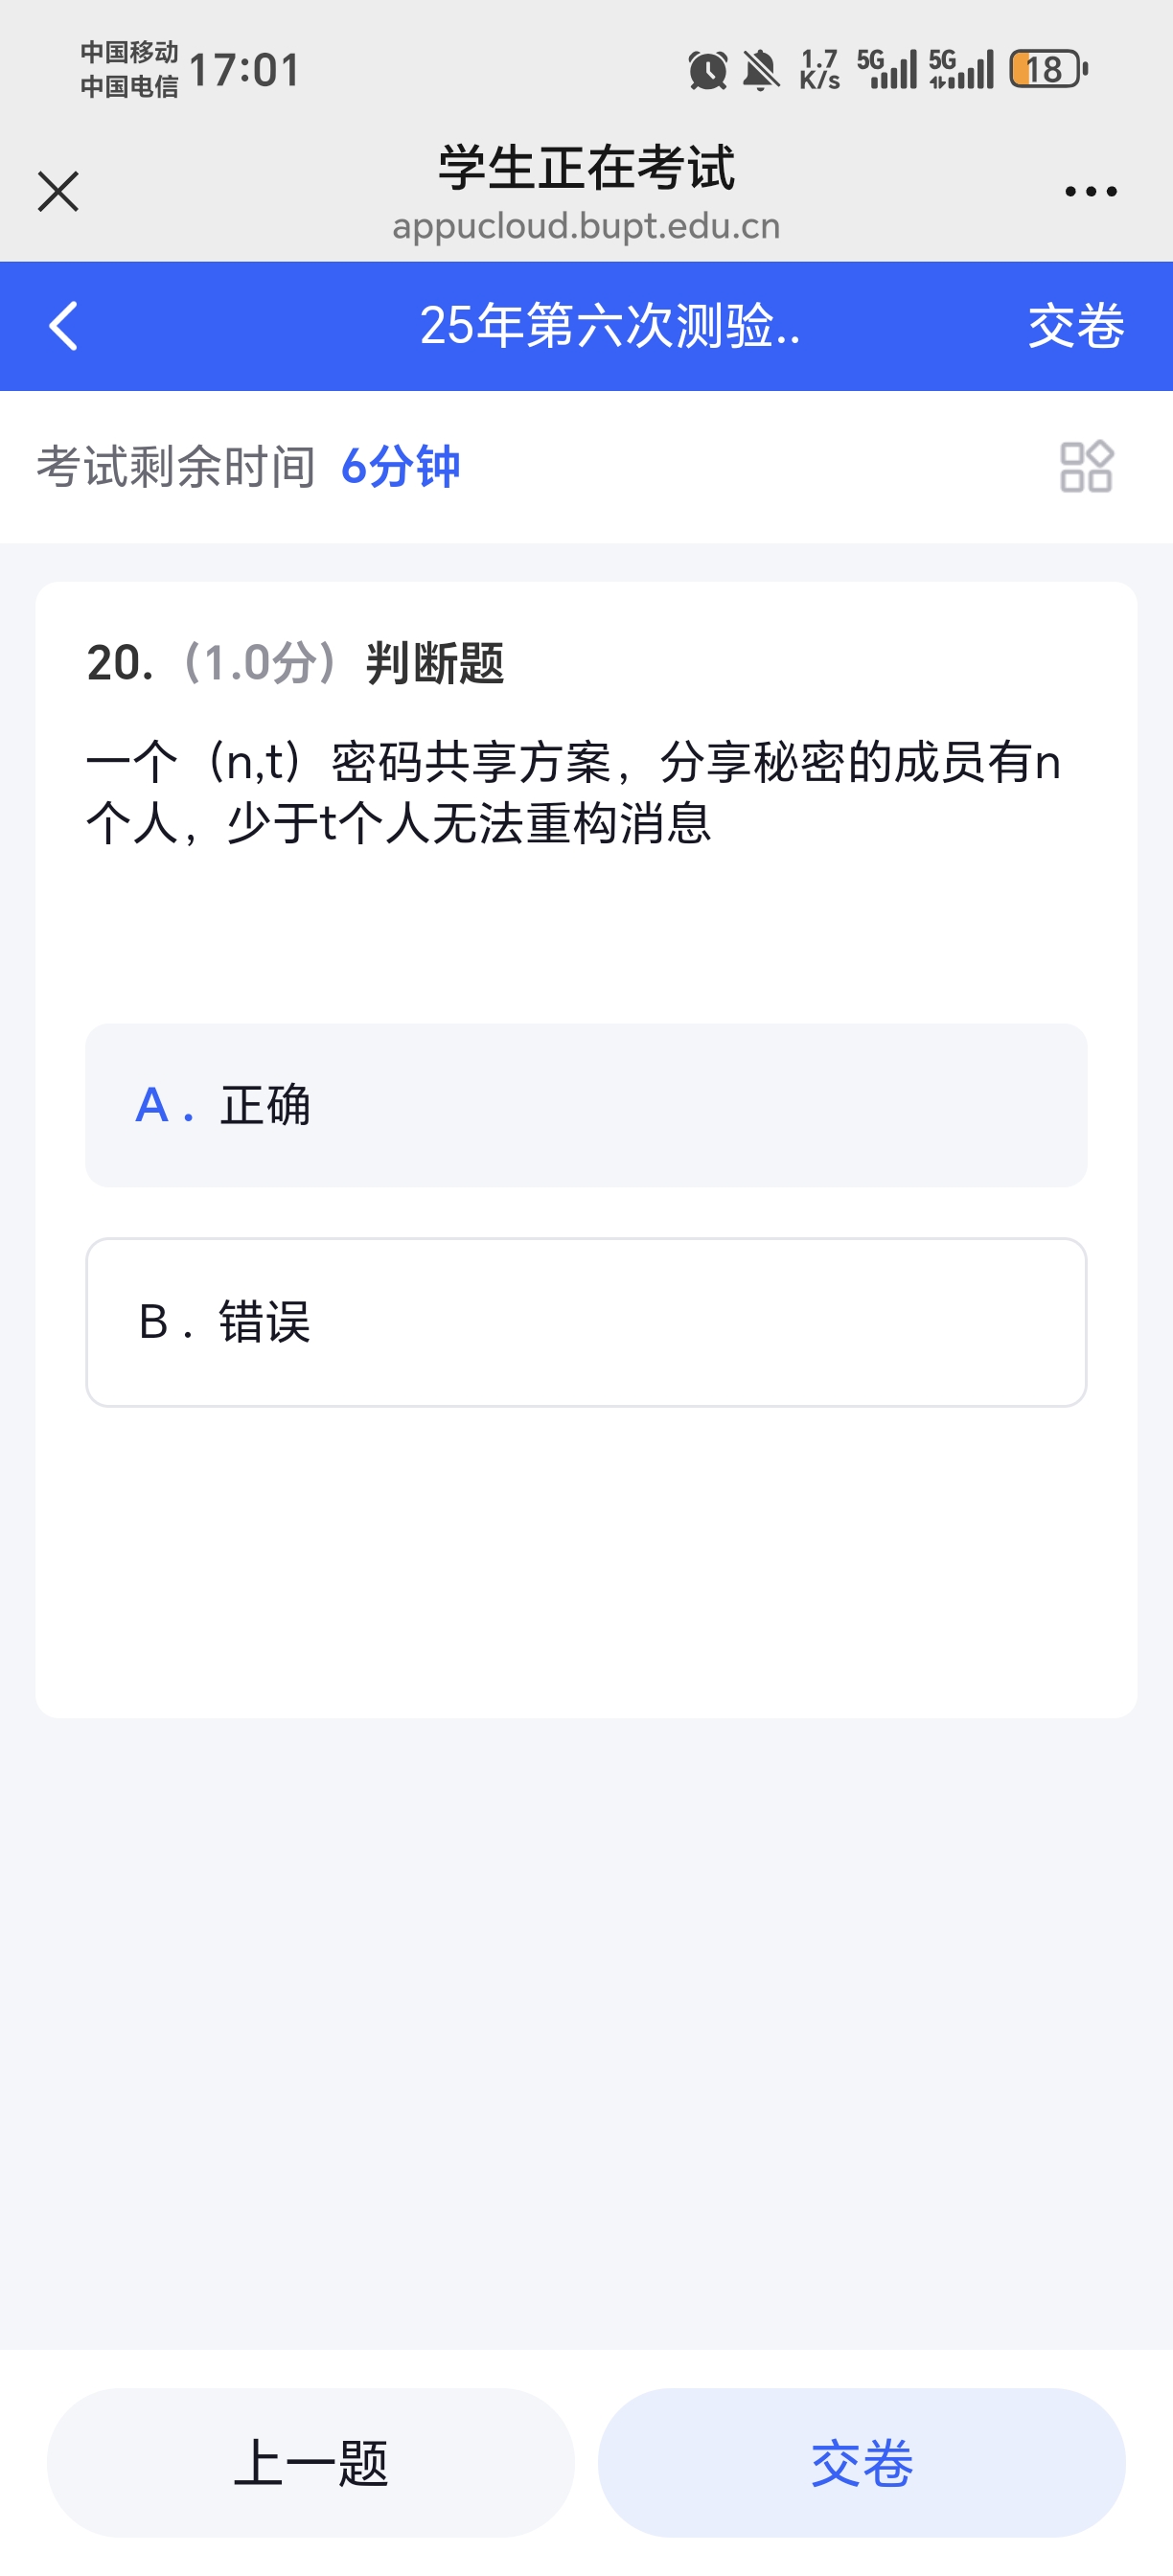 中国移动
中国电信
17:01
1.7
K/s
5G
5G
18
学生正在考试
appucloud.bupt.edu.cn
25年第六次测验..
交卷
考试剩余时间 6分钟
20.（1.0分）判断题
一个（n,t）密码共享方案，分享秘密的成员有n
个人，少于t个人无法重构消息
A . 正确
B . 错误
上一题
交卷